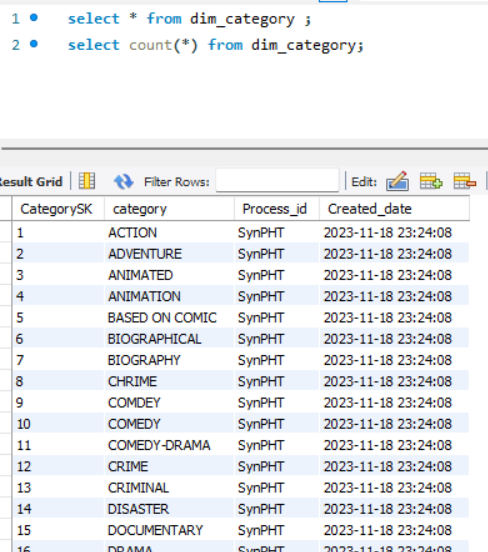 1 select * from dim_category ;
2 select count(*) from dim_category;
Result Grid Filter Rows: Edit:
CategorySK category Process_id Created_date
1 ACTION SynPHT 2023-11-18 23:24:08
2 ADVENTURE SynPHT 2023-11-18 23:24:08
3 ANIMATED SynPHT 2023-11-18 23:24:08
4 ANIMATION SynPHT 2023-11-18 23:24:08
5 BASED ON COMIC SynPHT 2023-11-18 23:24:08
6 BIOGRAPHICAL SynPHT 2023-11-18 23:24:08
7 BIOGRAPHY SynPHT 2023-11-18 23:24:08
8 CHRIME SynPHT 2023-11-18 23:24:08
9 COMDEY SynPHT 2023-11-18 23:24:08
10 COMEDY SynPHT 2023-11-18 23:24:08
11 COMEDY-DRAMA SynPHT 2023-11-18 23:24:08
12 CRIME SynPHT 2023-11-18 23:24:08
13 CRIMINAL SynPHT 2023-11-18 23:24:08
14 DISASTER SynPHT 2023-11-18 23:24:08
15 DOCUMENTARY SynPHT 2023-11-18 23:24:08
16 DRAMA SynPHT 2023-11-18 23:24:08